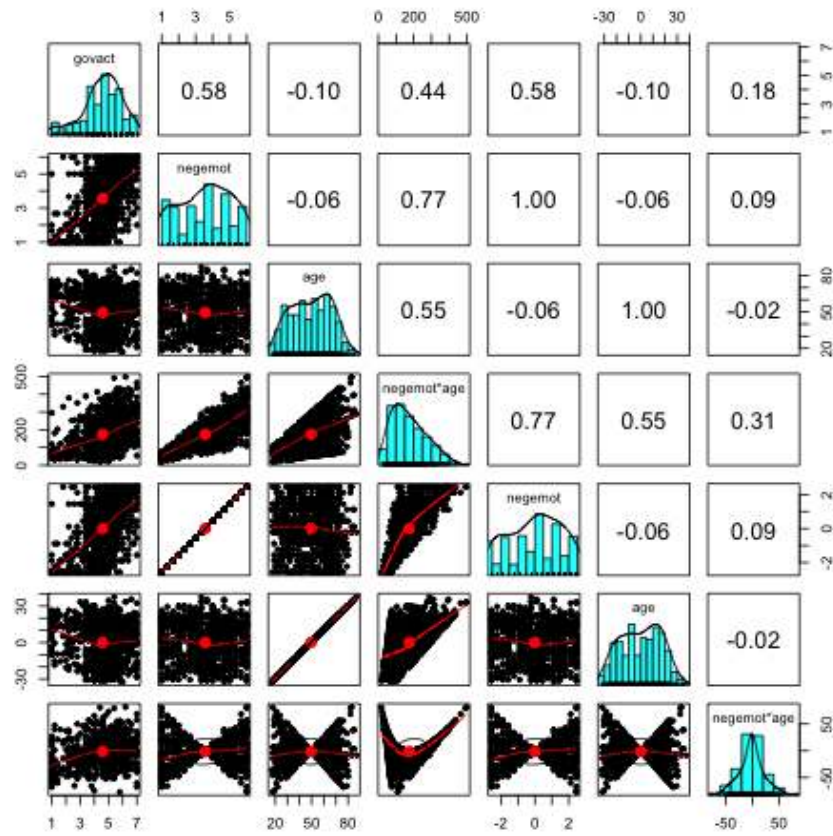 1 3 5
0 200 500
-30 0 30
govact 0.58 -0.10 0.44 0.58 -0.10 0.18
1 3 5 7
1 3 5
negemot -0.06 0.77 1.00 -0.06 0.09
age 0.55 -0.06 1.00 -0.02
20 50 80
0 200 500
negemot*age 0.77 0.55 0.31
negemot -0.06 0.09
-2 0 2
-30 0 30
age -0.02
negemot*age
-50 50
1 3 5 7
20 50 80
-2 0 2
-50 50